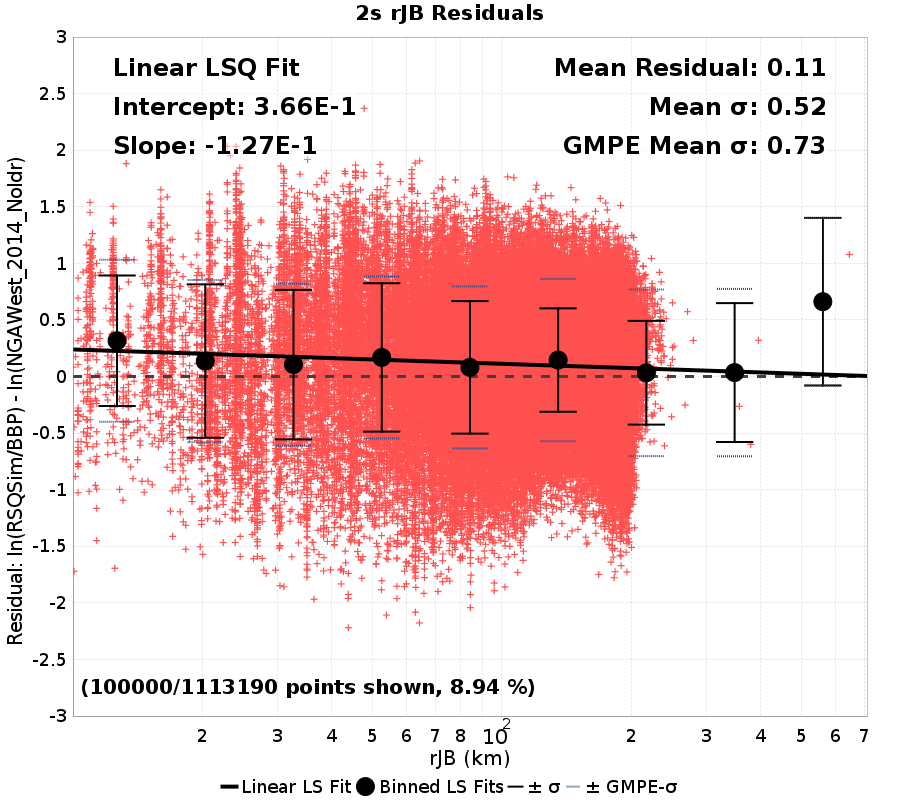 2s rJB Residuals
Linear LSQ Fit
Intercept: 3.66E-1
Slope: -1.27E-1
Mean Residual: 0.11
Mean σ: 0.52
GMPE Mean σ: 0.73
Residual: ln(RSQSim/BBP) - ln(NGAWest_2014_NoIdr)
3
2.5
2
1.5
1
0.5
0
-0.5
-1
-1.5
-2
-2.5
-3
(100000/1113190 points shown, 8.94 %)
2 3 4 5 6 7 8 10² 2 3 4 5 6 7
rJB (km)
Linear LS Fit Binned LS Fits ± σ ± GMPE-σ